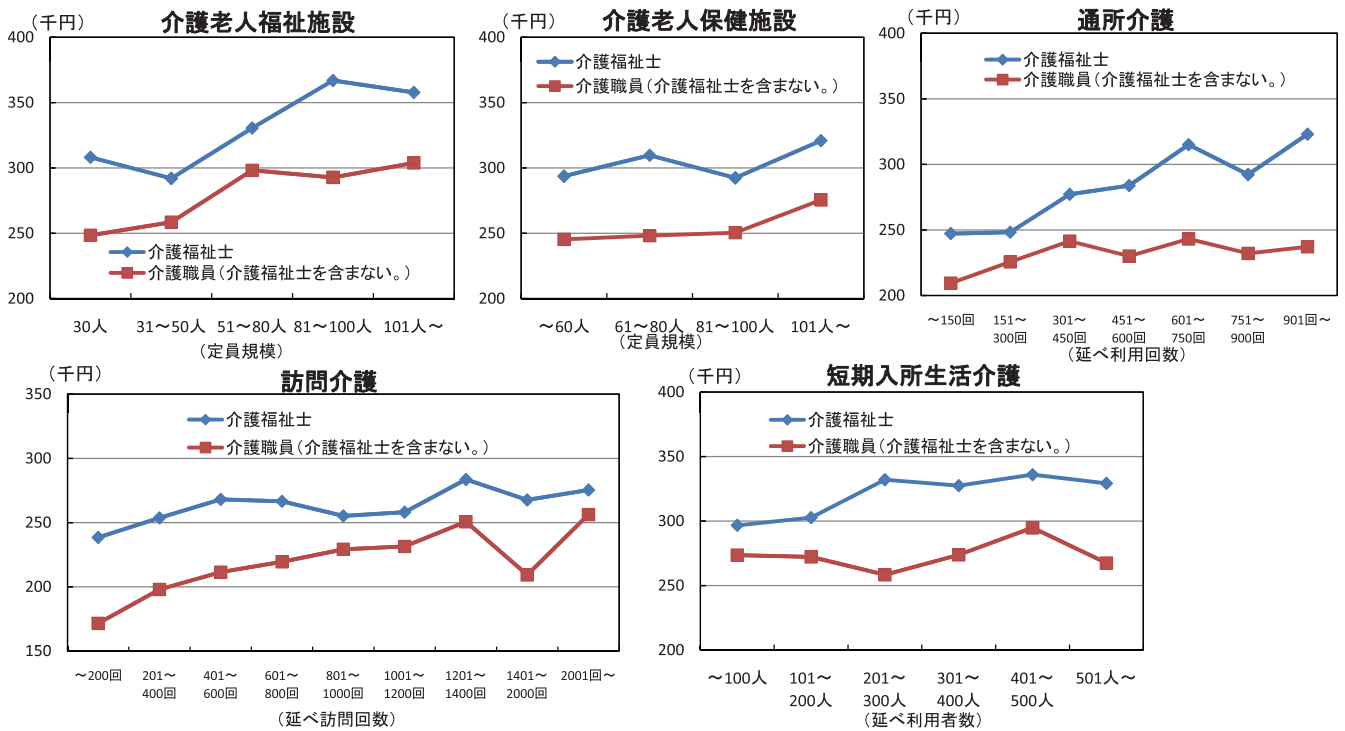 介護老人福祉施設
（千円）
400
350
300
250
200
介護福祉士
介護職員（介護福祉士を含まない。）
30人
31～50人
51～80人
81～100人
101人～
（定員規模）
介護老人保健施設
（千円）
400
350
300
250
200
介護福祉士
介護職員（介護福祉士を含まない。）
～60人
61～80人
81～100人
101人～
（定員規模）
通所介護
（千円）
400
350
300
250
200
介護福祉士
介護職員（介護福祉士を含まない。）
～150回
151～
300回
301～
450回
451～
600回
601～
750回
751～
900回
901回～
（延べ利用回数）
訪問介護
（千円）
350
300
250
200
150
介護福祉士
介護職員（介護福祉士を含まない。）
～200回
201～
400回
401～
600回
601～
800回
801～
1000回
1001～
1200回
1201～
1400回
1401～
2000回
2001回～
（延べ訪問回数）
短期入所生活介護
（千円）
400
350
300
250
200
介護福祉士
介護職員（介護福祉士を含まない。）
～100人
101～
200人
201～
300人
301～
400人
401～
500人
501人～
（延べ利用者数）